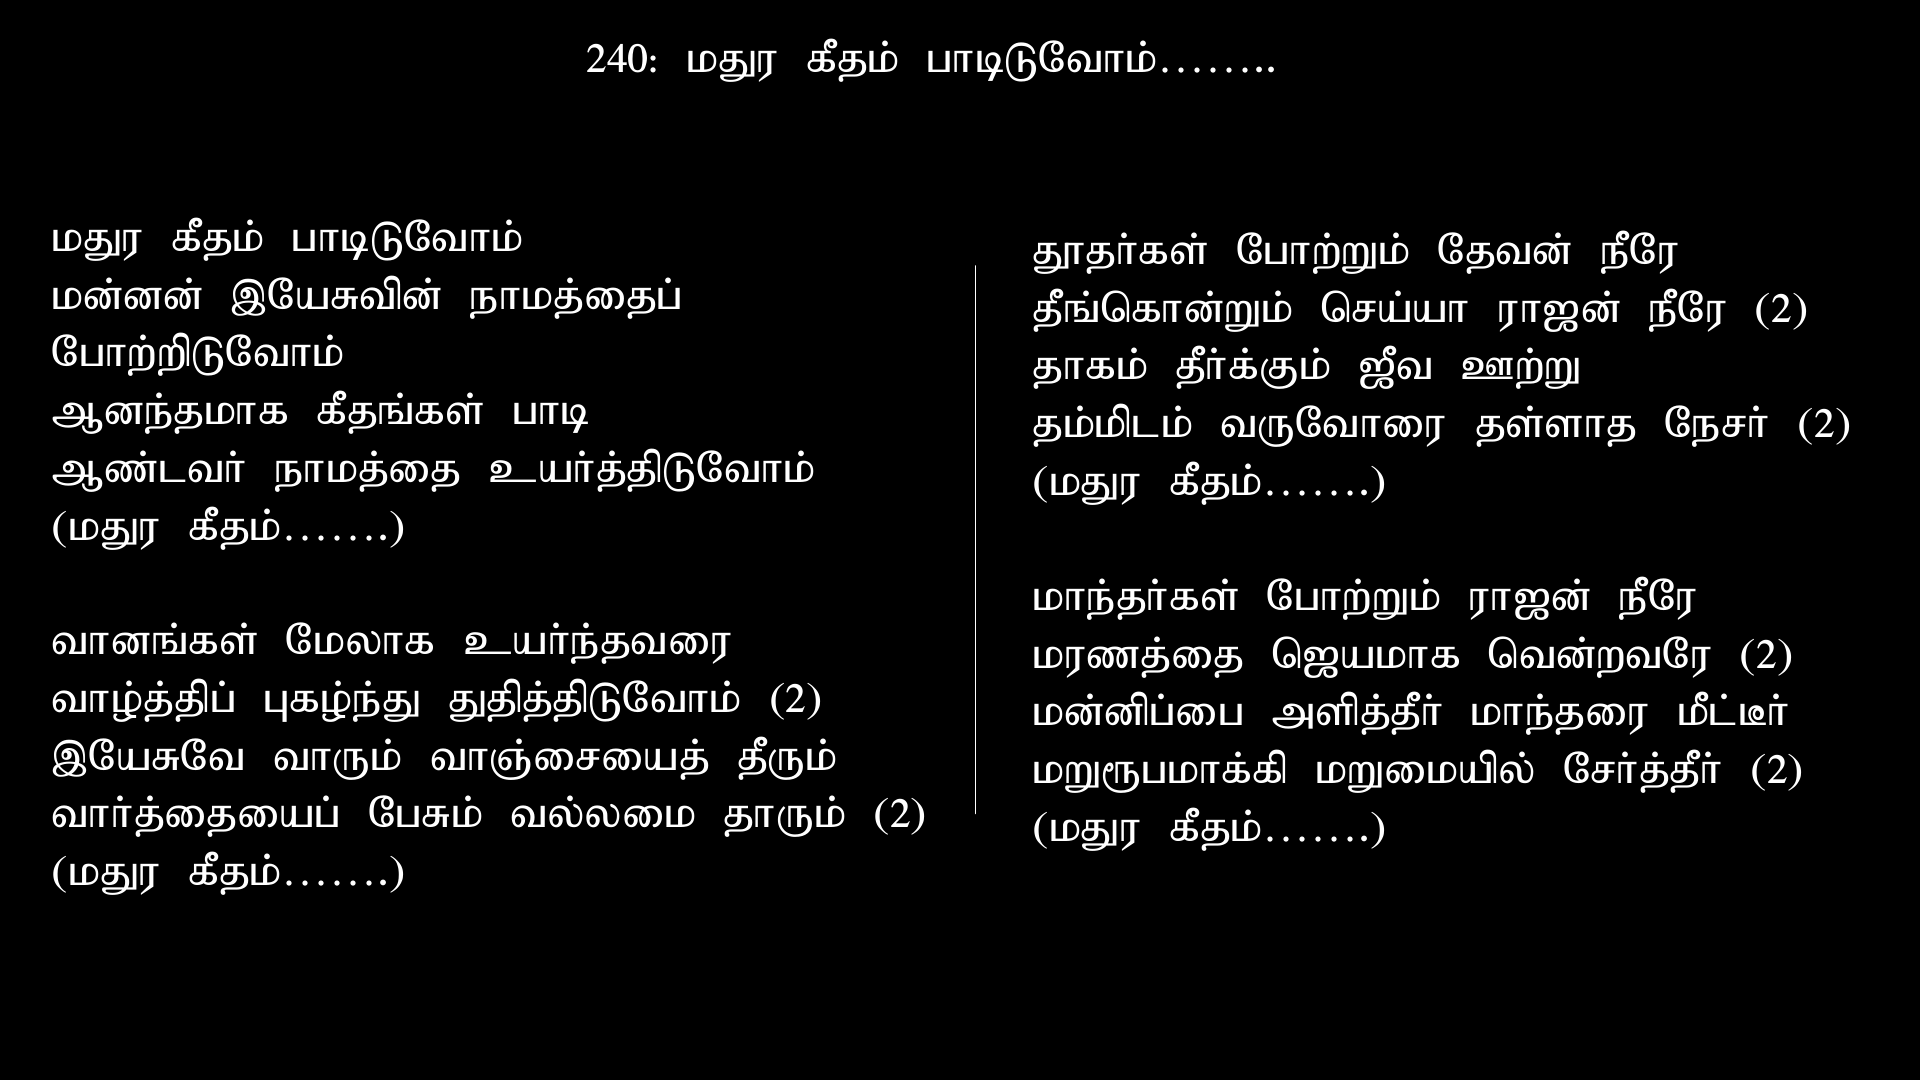 240: மதுர கீதம் பாடிடுவோம்……..
மதுர கீதம் பாடிடுவோம்
மன்னன் இயேசுவின் நாமத்தைப்
போற்றிடுவோம்
ஆனந்தமாக கீதங்கள் பாடி
ஆண்டவர் நாமத்தை உயர்த்திடுவோம்
(மதுர கீதம்…….)
வானங்கள் மேலாக உயர்ந்தவரை
வாழ்த்திப் புகழ்ந்து துதித்திடுவோம் (2)
இயேசுவே வாரும் வாஞ்சையைத் தீரும்
வார்த்தையைப் பேசும் வல்லமை தாரும் (2)
(மதுர கீதம்…….)
தூதர்கள் போற்றும் தேவன் நீரே
தீங்கொன்றும் செய்யா ராஜன் நீரே (2)
தாகம் தீர்க்கும் ஜீவ ஊற்று
தம்மிடம் வருவோரை தள்ளாத நேசர் (2)
(மதுர கீதம்…….)
மாந்தர்கள் போற்றும் ராஜன் நீரே
மரணத்தை ஜெயமாக வென்றவரே (2)
மன்னிப்பை அளித்தீர் மாந்தரை மீட்டீர்
மறுரூபமாக்கி மறுமையில் சேர்த்தீர் (2)
(மதுர கீதம்…….)